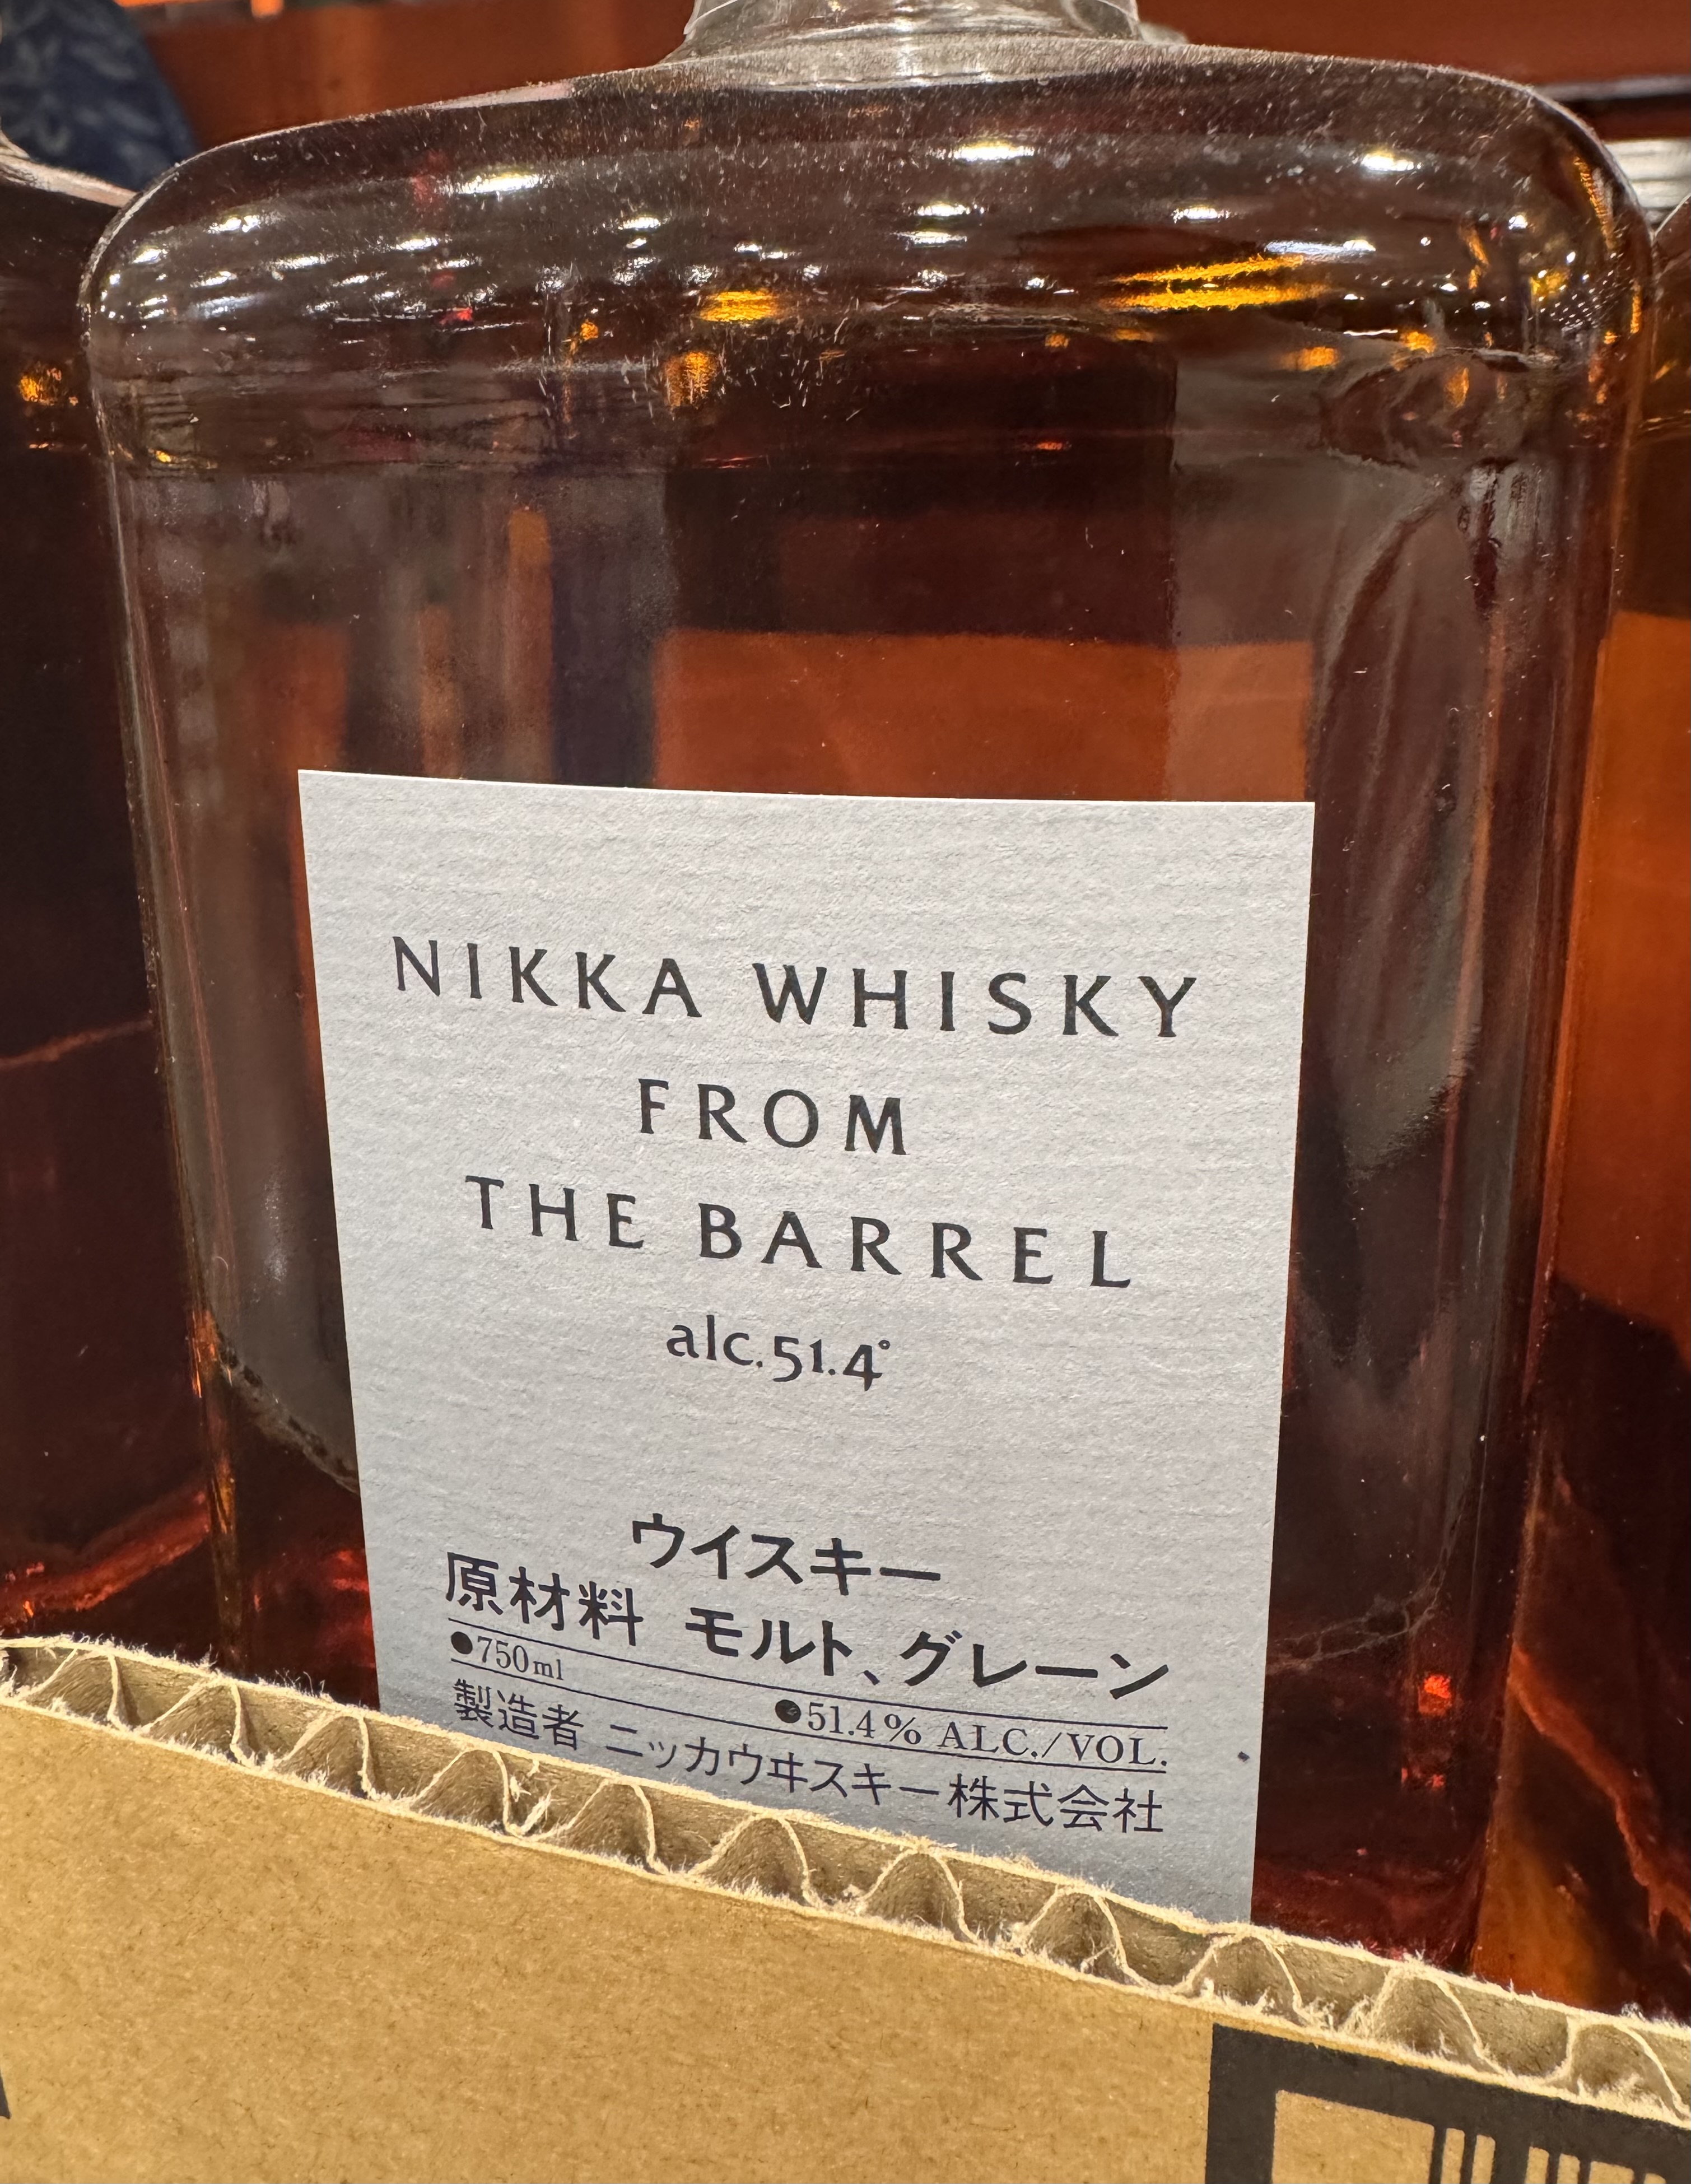 NIKKA WHISKY
FROM
THE BARREL
alc.51.4°
ウイスキー
原材料 モルト、グレーン
●750ml ●51.4% ALC./VOL.
製造者 ニッカウヰスキー株式会社